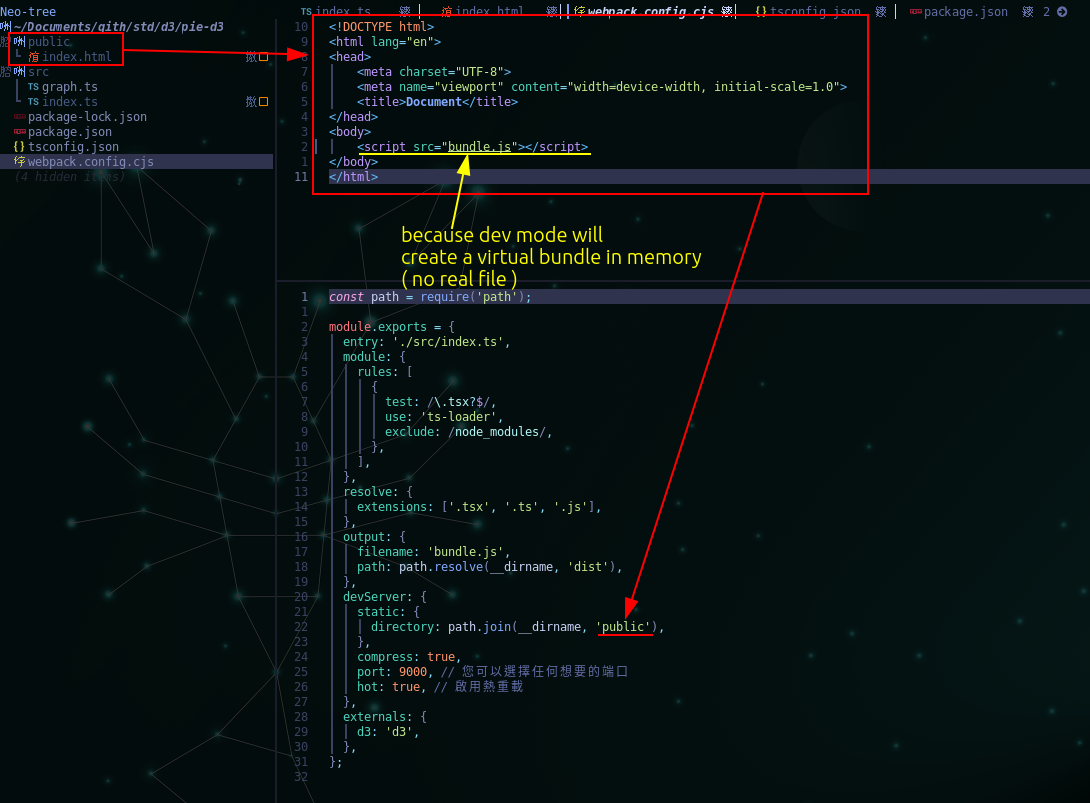 Neo-tree
~/Documents/qith/std/d3/pie-d3
public
index.html
src
TS graph.ts
TS index.ts
package-lock.json
package.json
{} tsconfig.json
webpack.config.cjs
(4 hidden items)
TS index.ts index.html webpack.config.cjs {} tsconfig.json package.json 2
10 <!DOCTYPE html>
9 <html lang="en">
8 <head>
7 <meta charset="UTF-8">
6 <meta name="viewport" content="width=device-width, initial-scale=1.0">
5 <title>Document</title>
4 </head>
3 <body>
2 <script src="bundle.js"></script>
1 </body>
11 </html>
because dev mode will
create a virtual bundle in memory
( no real file )
1 const path = require('path');
1
2 module.exports = {
3 entry: './src/index.ts',
4 module: {
5 rules: [
6 {
7 test: /\.tsx?$/,
8 use: 'ts-loader',
9 exclude: /node_modules/,
10 },
11 ],
12 },
13 resolve: {
14 extensions: ['.tsx', '.ts', '.js'],
15 },
16 output: {
17 filename: 'bundle.js',
18 path: path.resolve(__dirname, 'dist'),
19 },
20 devServer: {
21 static: {
22 directory: path.join(__dirname, 'public'),
23 },
24 compress: true,
25 port: 9000, // 您可以選擇任何想要的端口
26 hot: true, // 啟用熱重載
27 },
28 externals: {
29 d3: 'd3',
30 },
31 };
32